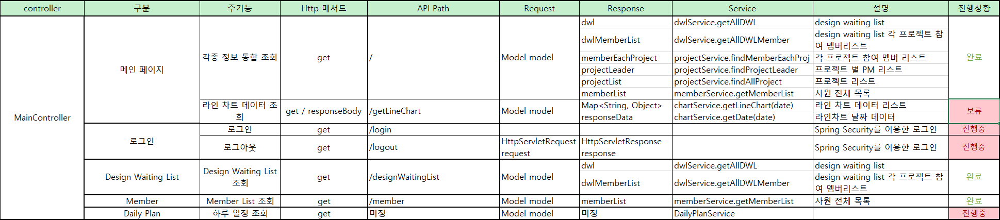 controller 구분 주기능 Http 매서드 API Path Request Response Service 설명 진행상황
MainController
메인 페이지
각종 정보 통합 조회 get / Model model
dwl dwlService.getAllDWL design waiting list
dwlMemberList dwlService.getAllDWLMember design waiting list 각 프로젝트 참
여 멤버리스트
memberEachProject projectService.findMemberEachProj 각 프로젝트 참여 멤버 리스트
projectLeader projectService.findProjectLeader 프로젝트 별 PM 리스트
projectList projectService.findAllProject 프로젝트 리스트
memberList memberService.getMemberList 사원 전체 목록
완료
라인 차트 데이터 조
회
get / responseBody /getLineChart Model model
Map<String, Object>
responseData
chartService.getLineChart(date) 라인 차트 데이터 리스트
chartService.getDate(date) 라인차트 날짜 데이터
보류
로그인
로그인 get /login Spring Security를 이용한 로그인 진행중
로그아웃 get /logout
HttpServletRequest
request
HttpServletResponse
response
Spring Security를 이용한 로그인 진행중
Design Waiting List
Design Waiting List
조회
get /designWaitingList Model model
dwl dwlService.getAllDWL design waiting list
dwlMemberList dwlService.getAllDWLMember design waiting list 각 프로젝트 참
여 멤버리스트
완료
Member Member List 조회 get /member Model model memberList memberService.getMemberList 사원 전체 목록 완료
Daily Plan 하루 일정 조회 get 미정 Model model 미정 DailyPlanService 진행중